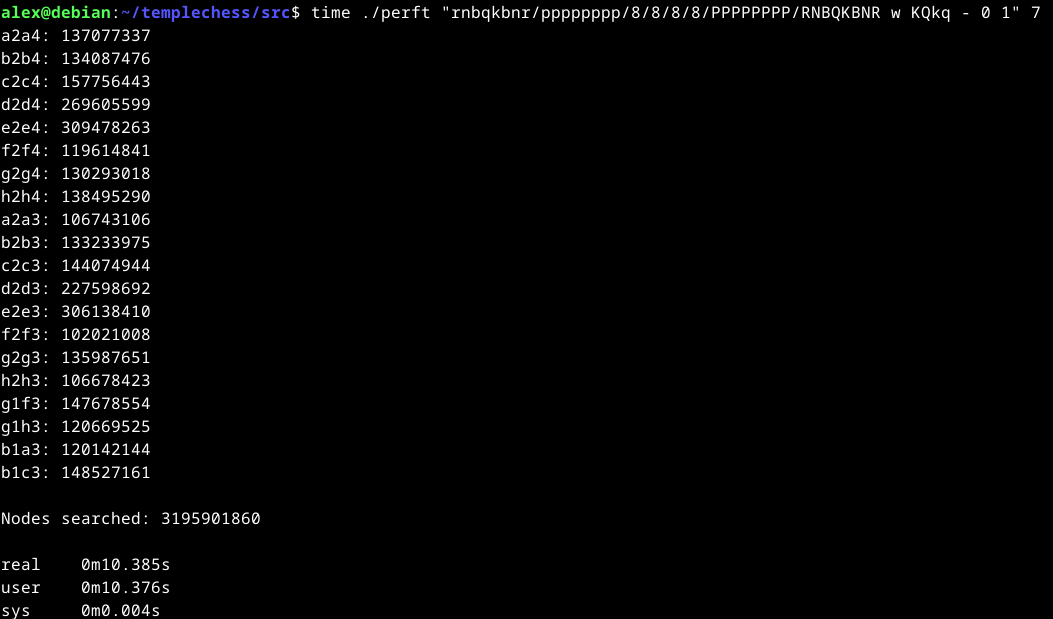 alex@debian:~/templechess/src$ time ./perft "rnbqkbnr/pppppppp/8/8/8/8/PPPPPPPP/RNBQKBNR w KQkq - 0 1" 7
a2a4: 137077337
b2b4: 134087476
c2c4: 157756443
d2d4: 269605599
e2e4: 309478263
f2f4: 119614841
g2g4: 130293018
h2h4: 138495290
a2a3: 106743106
b2b3: 133233975
c2c3: 144074944
d2d3: 227598692
e2e3: 306138410
f2f3: 102021008
g2g3: 135987651
h2h3: 106678423
g1f3: 147678554
g1h3: 120669525
b1a3: 120142144
b1c3: 148527161
Nodes searched: 3195901860
real    0m10.385s
user    0m10.376s
sys     0m0.004s